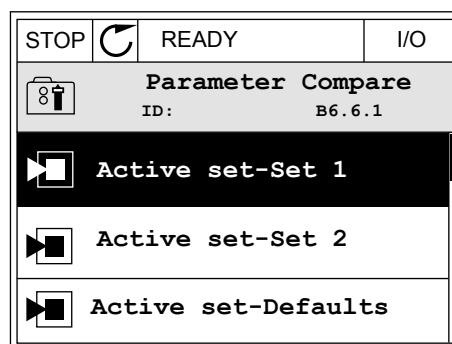 STOP READY I/O
Parameter Compare
ID: B6.6.1
Active set-Set 1
Active set-Set 2
Active set-Defaults